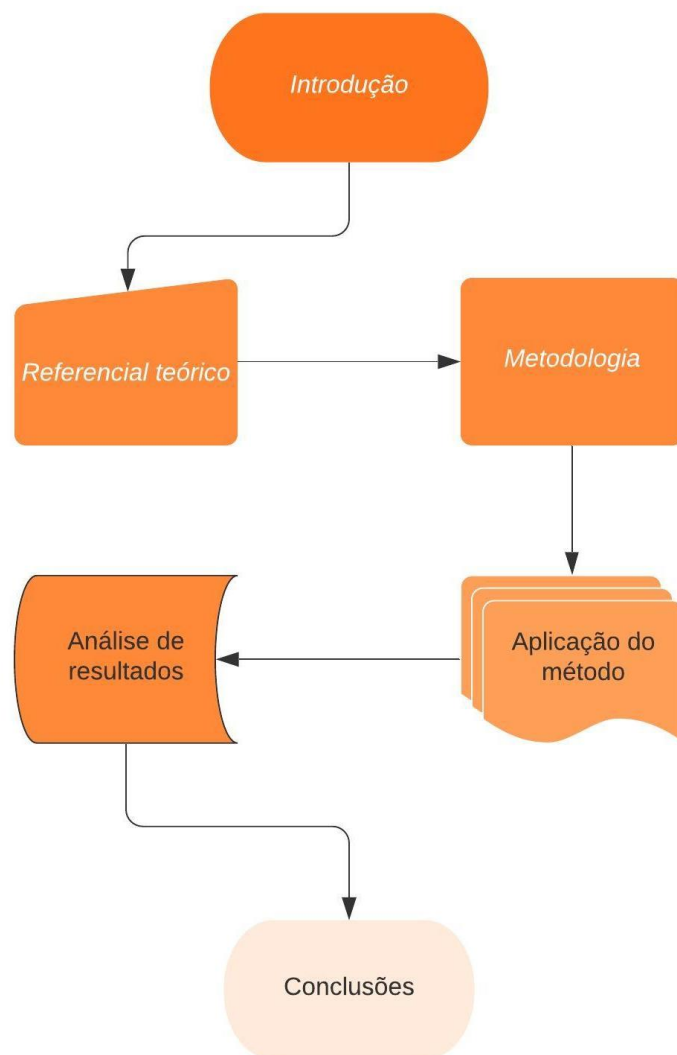 Introdução
Referencial teórico
Metodologia
Aplicação do
método
Análise de
resultados
Conclusões